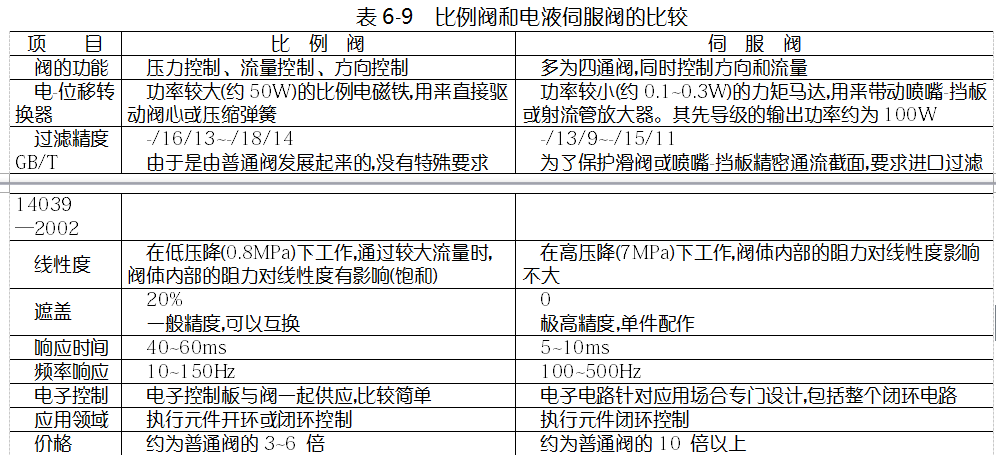 表 6-9 比例阀和电液伺服阀的比较
项 目 比 例 阀 伺 服 阀
阀的功能 压力控制、流量控制、方向控制 多为四通阀,同时控制方向和流量
电-位移转 功率较大(约 50W)的比例电磁铁,用来直接驱 功率较小(约 0.1~0.3W)的力矩马达,用来带动喷嘴-挡板
换器 动阀心或压缩弹簧 或射流管放大器。其先导级的输出功率约为 100W
过滤精度 -/16/13~-/18/14 -/13/9~-/15/11
GB/T 由于是由普通阀发展起来的,没有特殊要求 为了保护滑阀或喷嘴-挡板精密通流截面,要求进口过滤
14039
—2002
线性度 在低压降(0.8MPa)下工作,通过较大流量时, 在高压降(7MPa)下工作,阀体内部的阻力对线性度影响
阀体内部的阻力对线性度有影响(饱和) 不大
遮盖 20% 0
一般精度,可以互换 极高精度,单件配作
响应时间 40~60ms 5~10ms
频率响应 10~150Hz 100~500Hz
电子控制 电子控制板与阀一起供应,比较简单 电子电路针对应用场合专门设计,包括整个闭环电路
应用领域 执行元件开环或闭环控制 执行元件闭环控制
价格 约为普通阀的 3~6 倍 约为普通阀的 10 倍以上